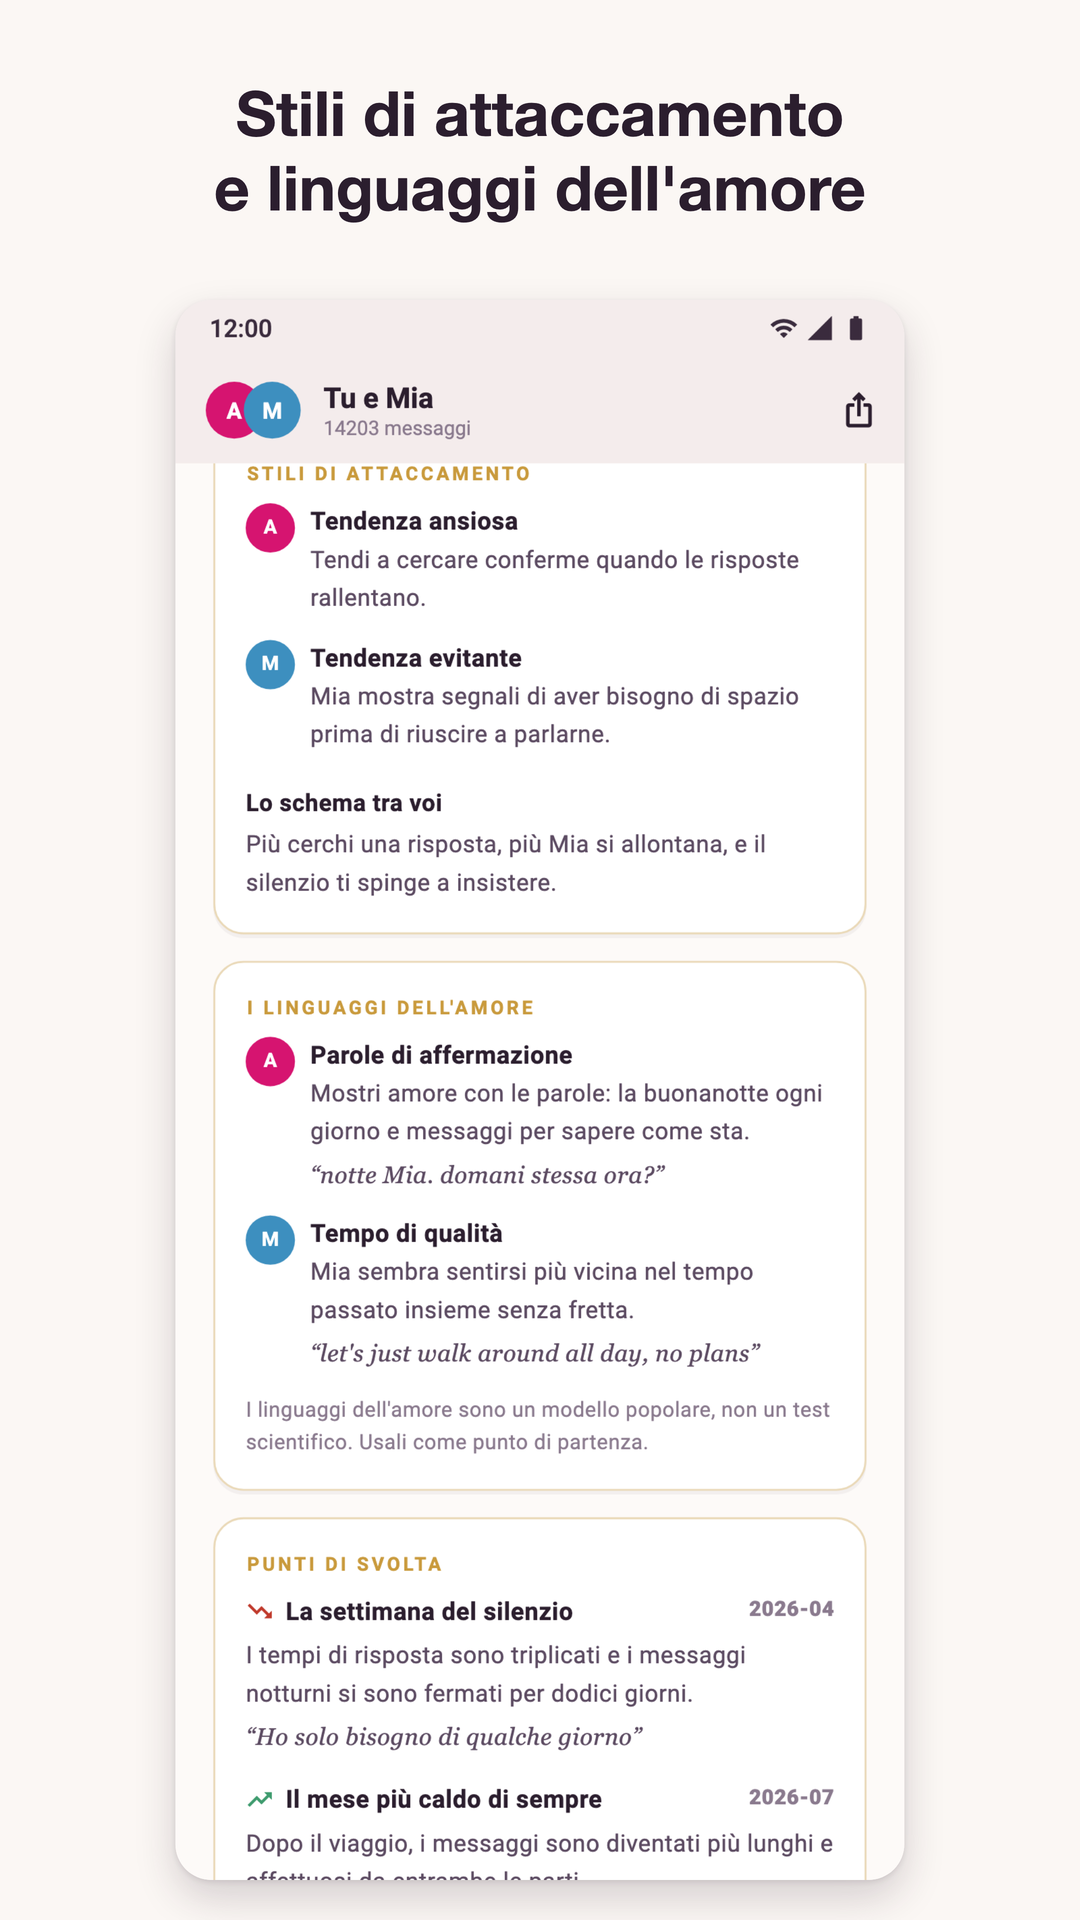 Stili di attaccamento
e linguaggi dell'amore
12:00
A M Tu e Mia
14203 messaggi
STILI DI ATTACCAMENTO
A Tendenza ansiosa
Tendi a cercare conferme quando le risposte
rallentano.
M Tendenza evitante
Mia mostra segnali di aver bisogno di spazio
prima di riuscire a parlarne.
Lo schema tra voi
Più cerchi una risposta, più Mia si allontana, e il
silenzio ti spinge a insistere.
I LINGUAGGI DELL'AMORE
A Parole di affermazione
Mostri amore con le parole: la buonanotte ogni
giorno e messaggi per sapere come sta.
“notte Mia. domani stessa ora?”
M Tempo di qualità
Mia sembra sentirsi più vicina nel tempo
passato insieme senza fretta.
“let's just walk around all day, no plans”
I linguaggi dell'amore sono un modello popolare, non un test
scientifico. Usali come punto di partenza.
PUNTI DI SVOLTA
La settimana del silenzio 2026-04
I tempi di risposta sono triplicati e i messaggi
notturni si sono fermati per dodici giorni.
“Ho solo bisogno di qualche giorno”
Il mese più caldo di sempre 2026-07
Dopo il viaggio, i messaggi sono diventati più lunghi e
affettuosi da entrambe le parti.